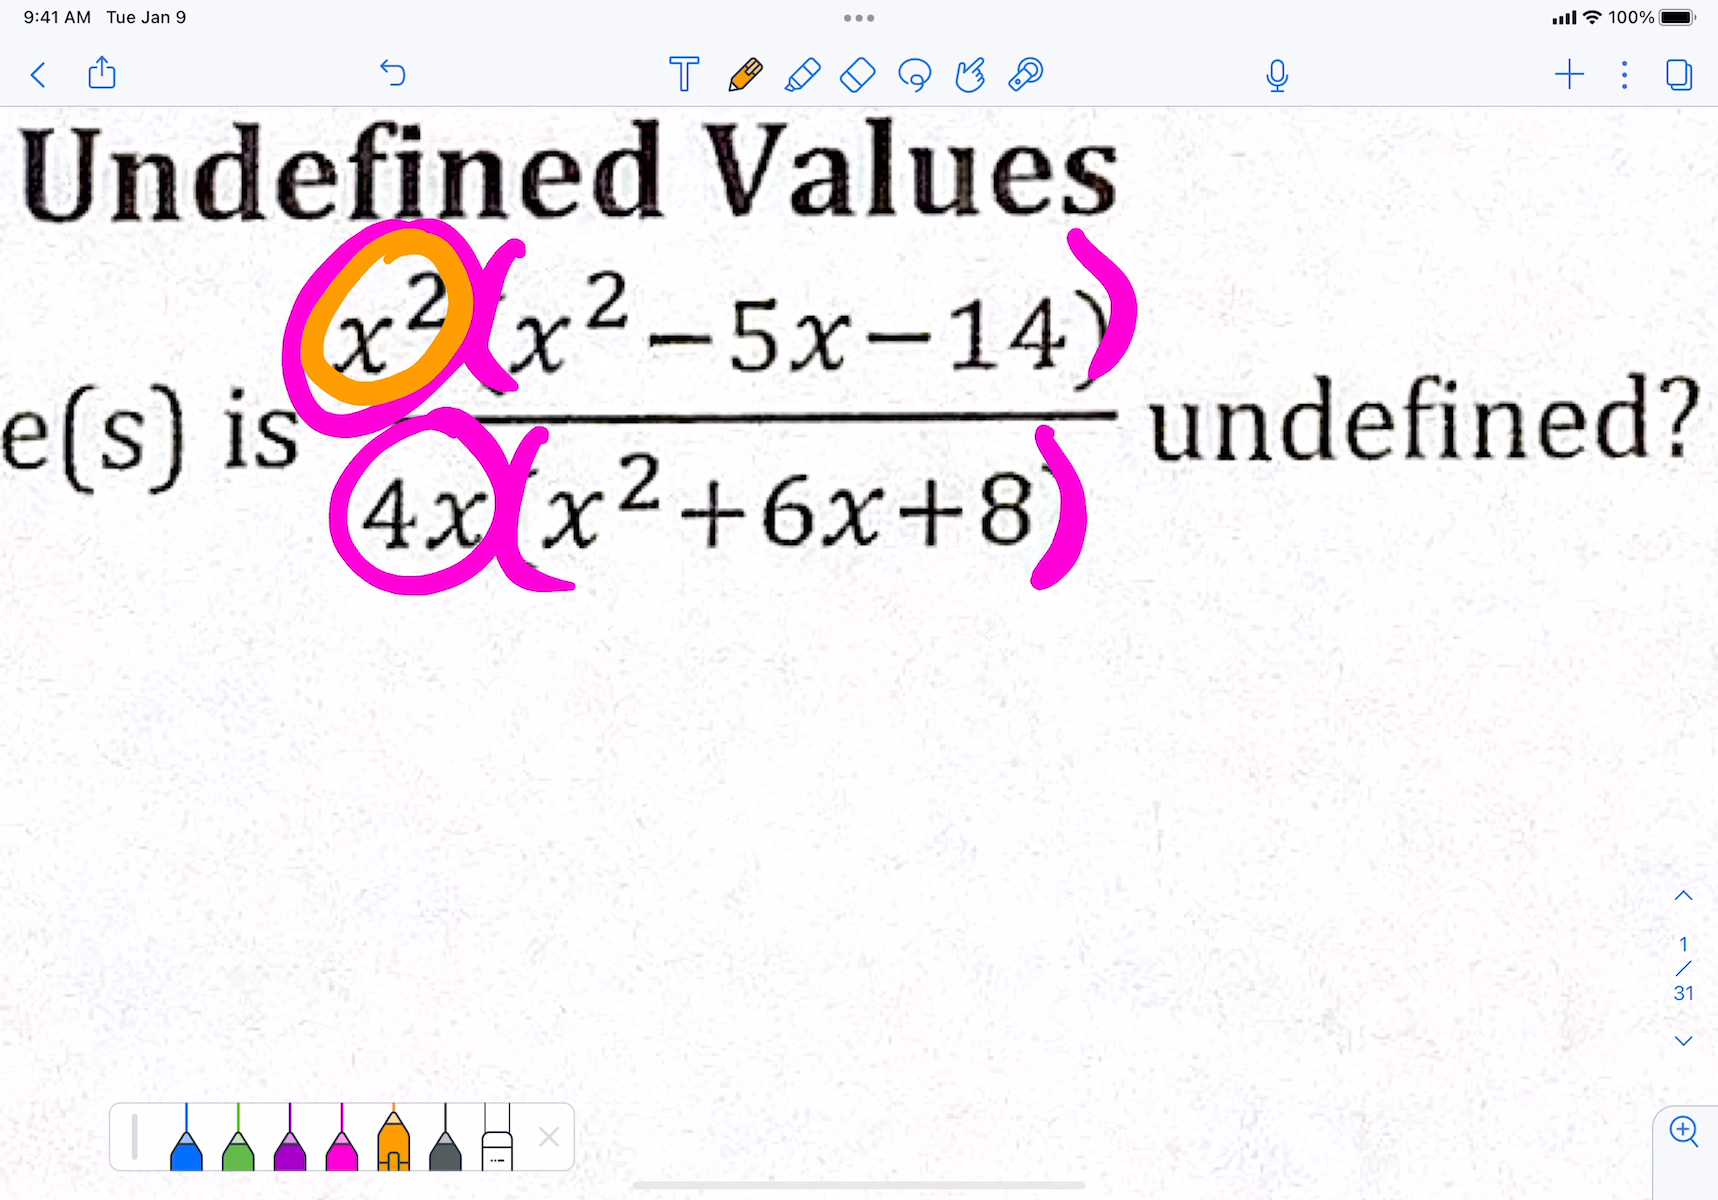 9:41 AM Tue Jan 9
100%
Undefined Values
x²(x²−5x−14)
e(s) is undefined?
4x(x²+6x+8)
1
/
31